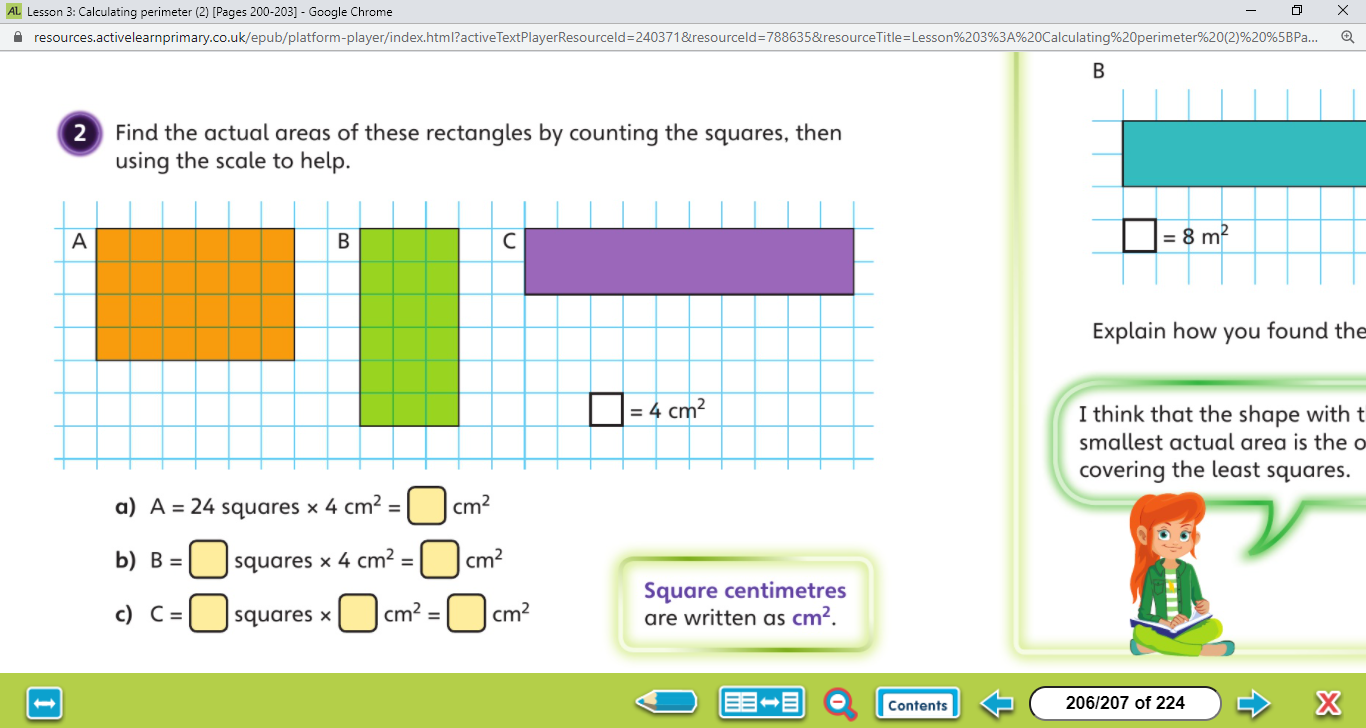 AL Lesson 3: Calculating perimeter (2) [Pages 200-203] - Google Chrome
resources.activelearnprimary.co.uk/epub/platform-player/index.html?activeTextPlayerResourceId=240371&resourceId=788635&resourceTitle=Lesson%203%3A%20Calculating%20perimeter%20(2)%20%5BPa...
2 Find the actual areas of these rectangles by counting the squares, then
using the scale to help.
A B C
= 4 cm²
a) A = 24 squares × 4 cm² = cm²
b) B = squares × 4 cm² = cm²
c) C = squares × cm² = cm²
Square centimetres
are written as cm².
B
= 8 m²
Explain how you found the
I think that the shape with t
smallest actual area is the o
covering the least squares.
Contents
206/207 of 224
X